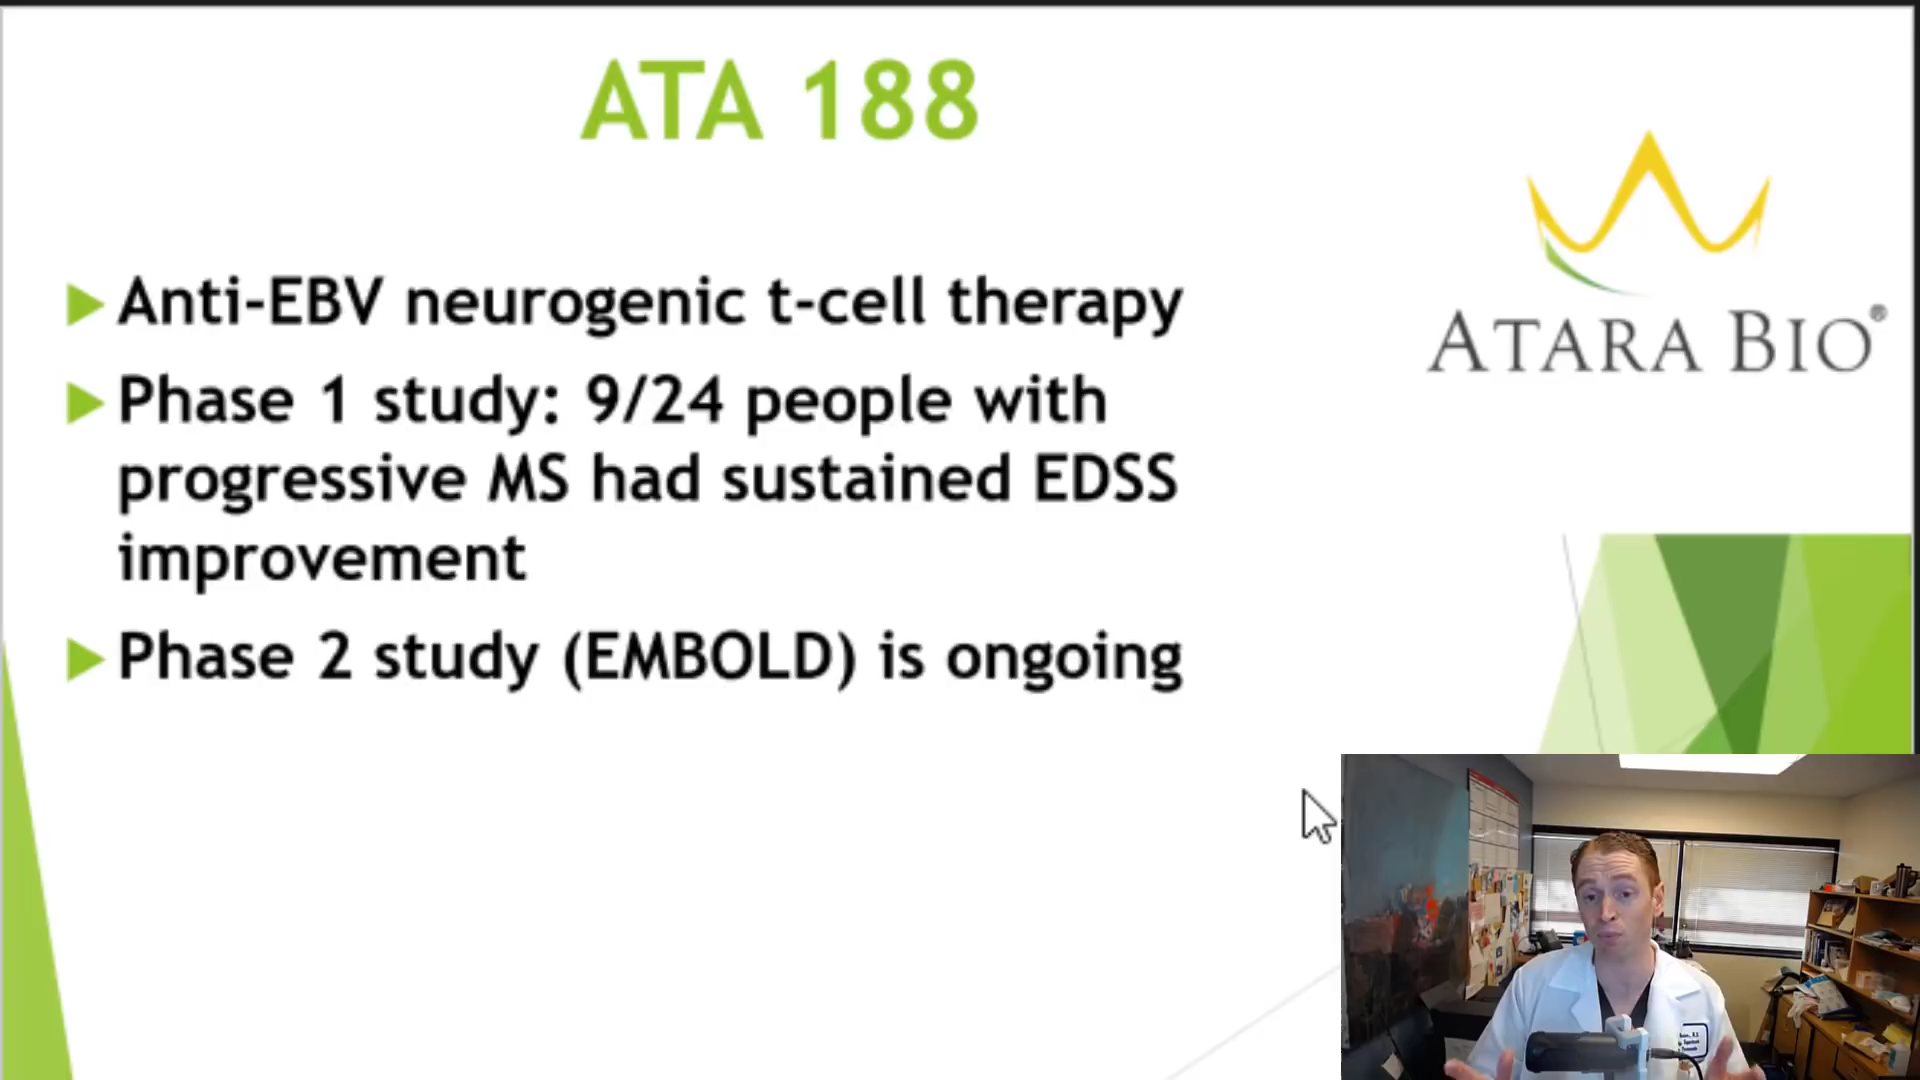 ATA 188
ATARA BIO®
Anti-EBV neurogenic t-cell therapy
Phase 1 study: 9/24 people with
progressive MS had sustained EDSS
improvement
Phase 2 study (EMBOLD) is ongoing